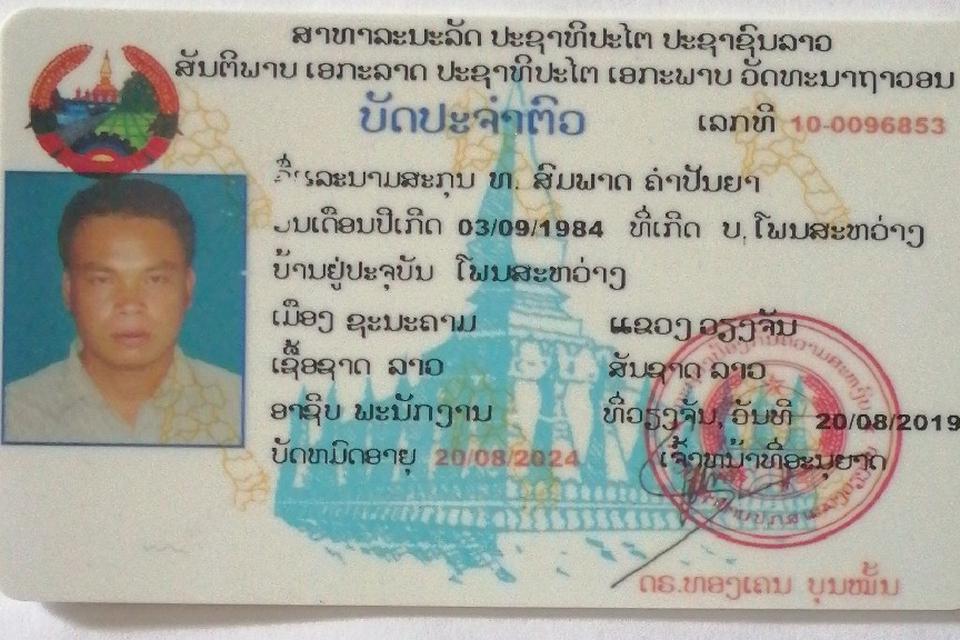 ສາທາລະນະລັດ ປະຊາທິປະໄຕ ປະຊາຊົນລາວ
ສັນຕິພາບ ເອກະລາດ ປະຊາທິປະໄຕ ເອກະພາບ ວັດທະນາຖາວອນ
ບັດປະຈຳຕົວ ເລກທີ 10-0096853
ຊື່ແລະນາມສະກຸນ ທ. ສົມພາດ ຄຳປັນຍາ
ວັນເດືອນປີເກີດ 03/09/1984 ທີ່ເກີດ ບ, ໂພນສະຫວ່າງ
ບ້ານຢູ່ປະຈຸບັນ ໂພນສະຫວ່າງ
ເມືອງ ຊະນະຄາມ ແຂວງ ວຽງຈັນ
ເຊື້ອຊາດ ລາວ ສັນຊາດ ລາວ
ອາຊິບ ພະນັກງານ ທີ່ວຽງຈັນ, ວັນທີ 20/08/2019
ບັດຫມົດອາຍຸ 20/08/2024 ເຈົ້າຫນ້າທີ່ອະນຸຍາດ
ດຣ.ທອງເຄນ ບຸນໝັ້ນ